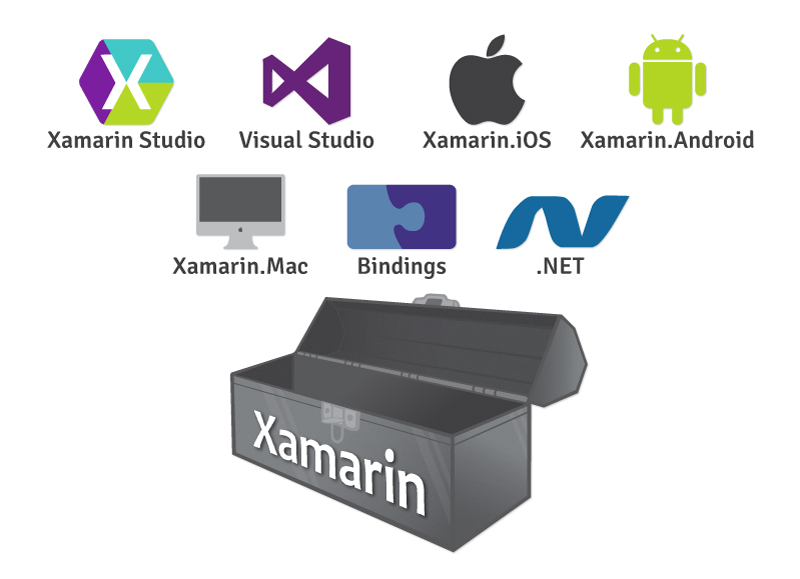 Xamarin Studio
Visual Studio
Xamarin.iOS
Xamarin.Android
Xamarin.Mac
Bindings
.NET
Xamarin